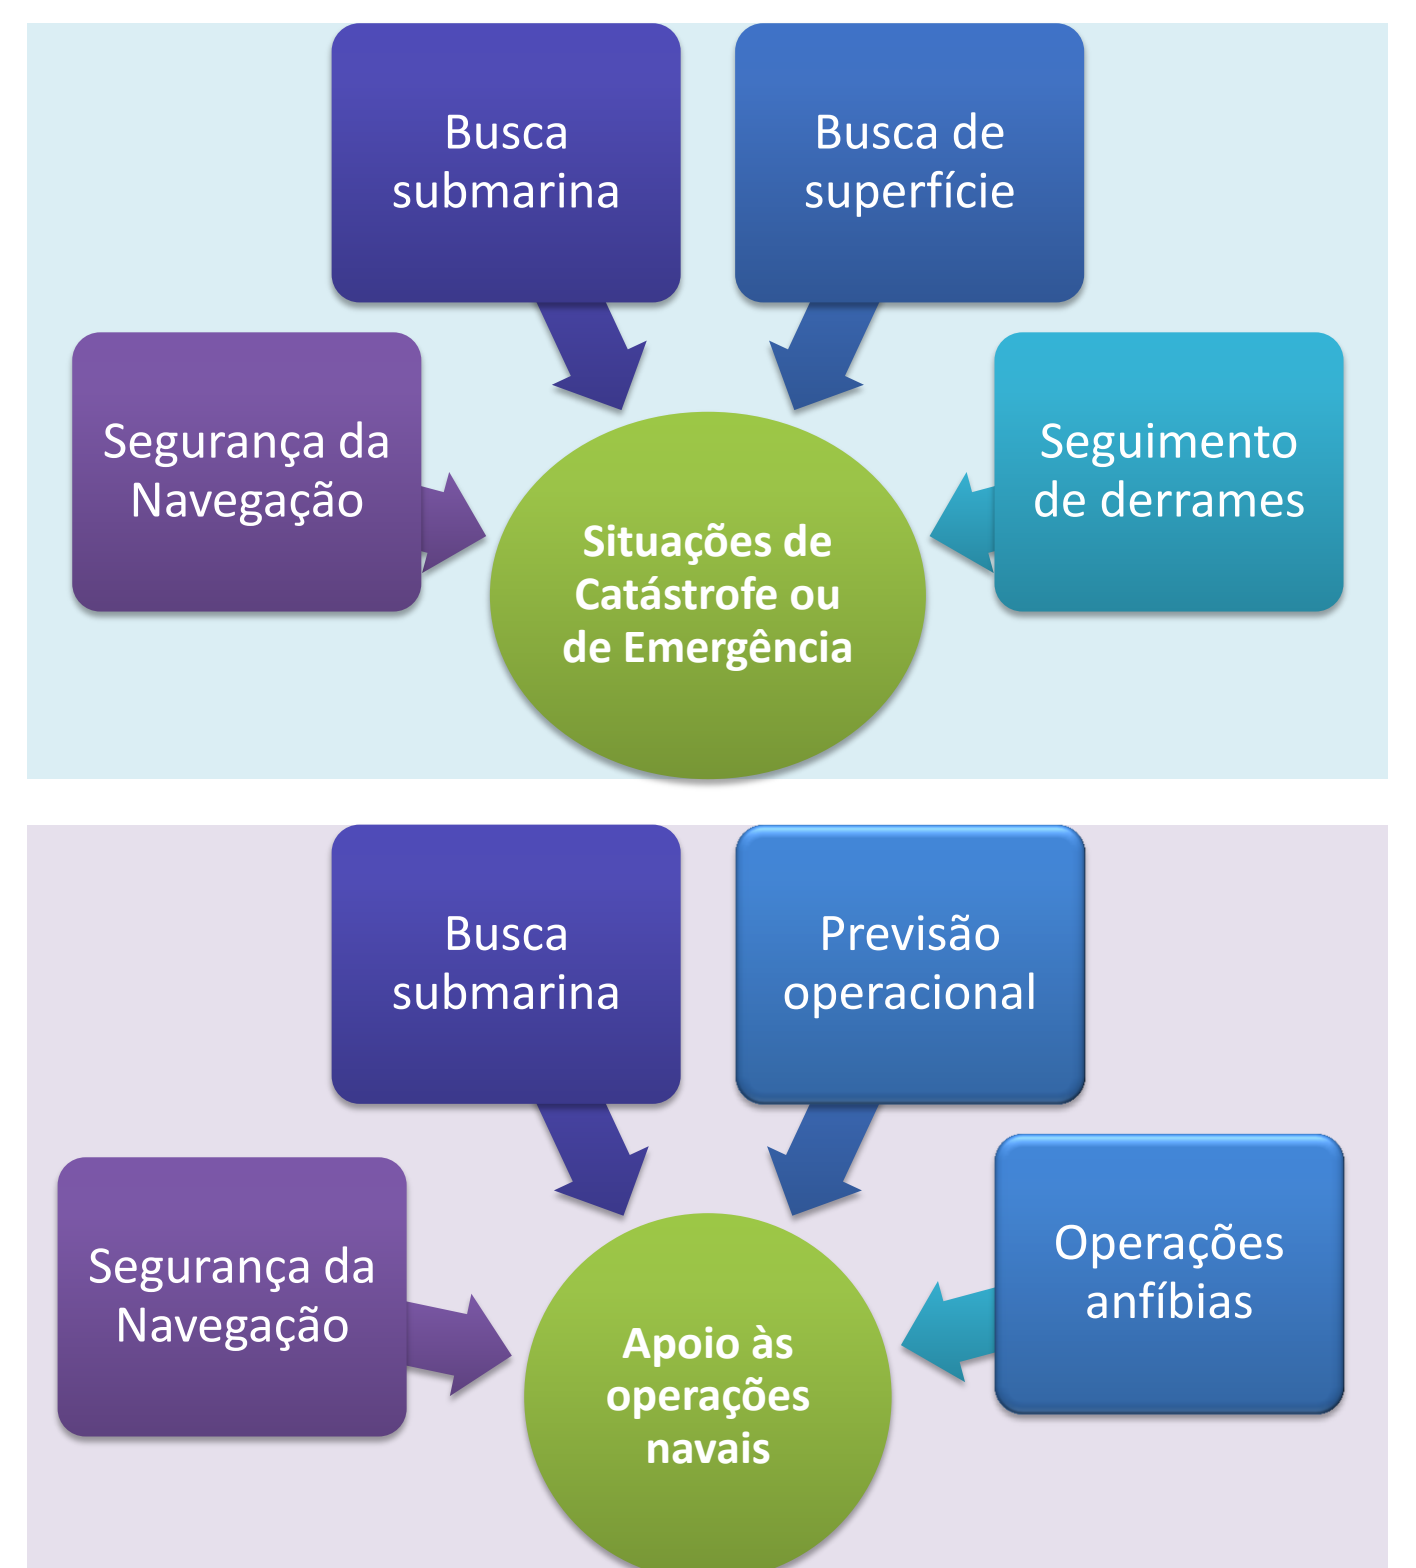 Busca
submarina
Busca de
superfície
Segurança da
Navegação
Seguimento
de derrames
Situações de
Catástrofe ou
de Emergência
Busca
submarina
Previsão
operacional
Segurança da
Navegação
Operações
anfíbias
Apoio às
operações
navais